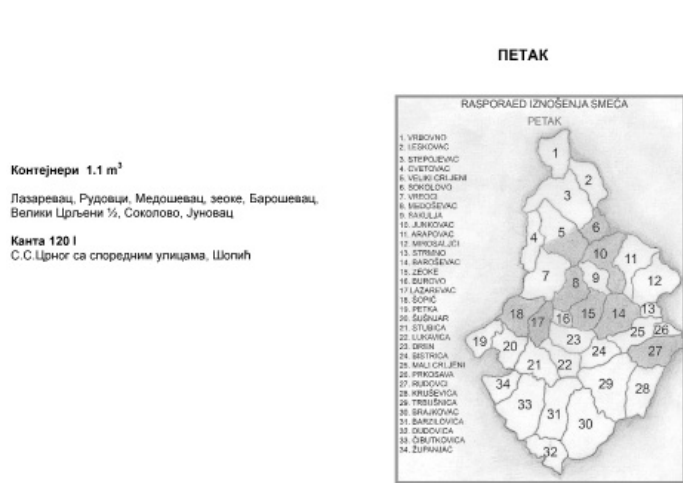 ПЕТАК
Контејнери 1.1 m³
Лазаревац, Рудовци, Медошевац, зеоке, Барошевац,
Велики Црљени ½, Соколово, Јуновац
Канта 120 l
С.С.Црног са споредним улицама, Шопић
RASPORAED IZNOŠENJA SMEĆA
PETAK
1. VRBOVNO
2. LESKOVAC
3. STEPOJEVAC
4. CVETOVAC
5. VELIKI CRLJENI
6. SOKOLOVO
7. VREOCI
8. MEDOŠEVAC
9. SAKULJA
10. JUNKOVAC
11. ARAPOVAC
12. MIROSALJCI
13. STRMNO
14. BAROŠEVAC
15. ZEOKE
16. BUROVO
17 LAZAREVAC
18. ŠOPIĆ
19. PETKA
20. ŠUŠNJAR
21. STUBICA
22. LUKAVICA
23. DREN
24. BISTRICA
25. MALI CRLJENI
26. PRKOSAVA
27. RUDOVCI
28. KRUŠEVICA
29. TRBUŠNICA
30. BRAJKOVAC
31. BARZILOVICA
32. DUDOVICA
33. ČIBUTKOVICA
34. ŽUPANJAC
1
2
3
4
5
6
10
11
7
8
9
12
18
17
16
15
14
13
19
20
23
25
26
21
22
24
27
34
33
31
30
29
28
32